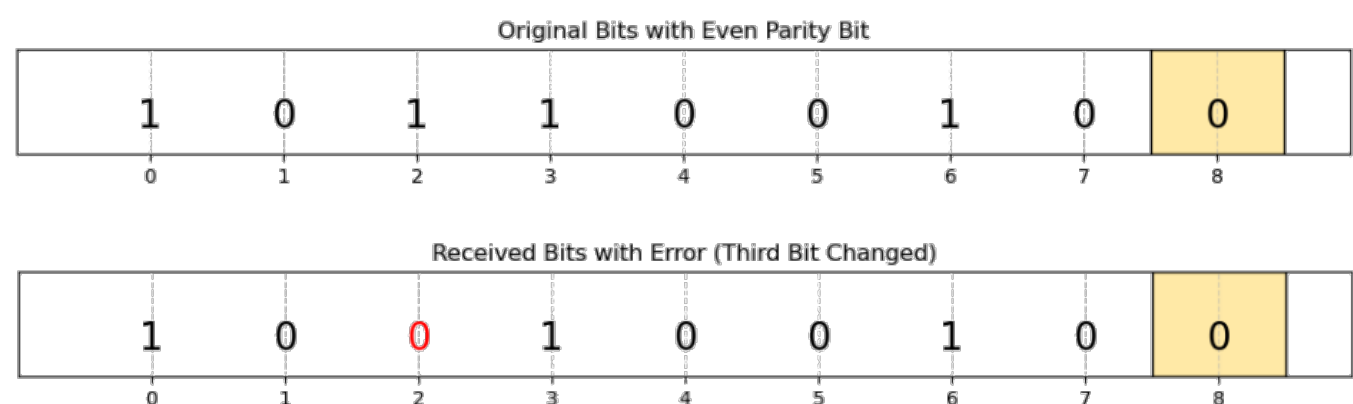 Original Bits with Even Parity Bit
1 0 1 1 0 0 1 0 0
0 1 2 3 4 5 6 7 8
Received Bits with Error (Third Bit Changed)
1 0 0 1 0 0 1 0 0
0 1 2 3 4 5 6 7 8